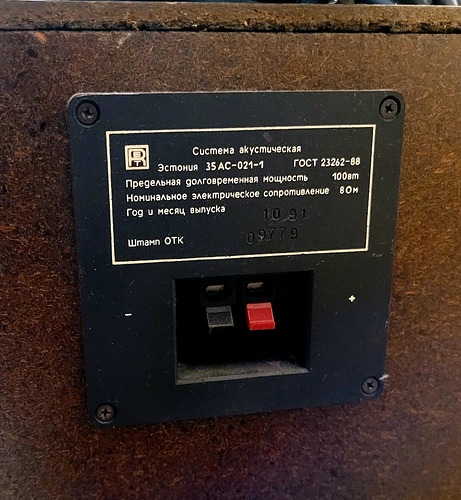 Система акустическая
Эстония 35АС-021-1 ГОСТ 23262-88
Предельная долговременная мощность 100вт
Номинальное электрическое сопротивление 8Ом
Год и месяц выпуска 10 91
09779
Штамп ОТК
- +